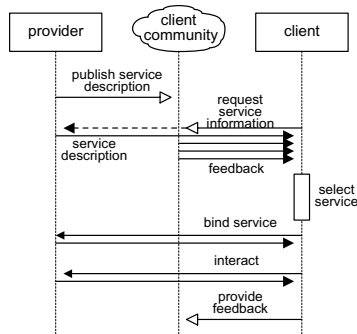 provider
client
community
client
publish service
description
request
service
information
service
description
feedback
select
service
bind service
interact
provide
feedback